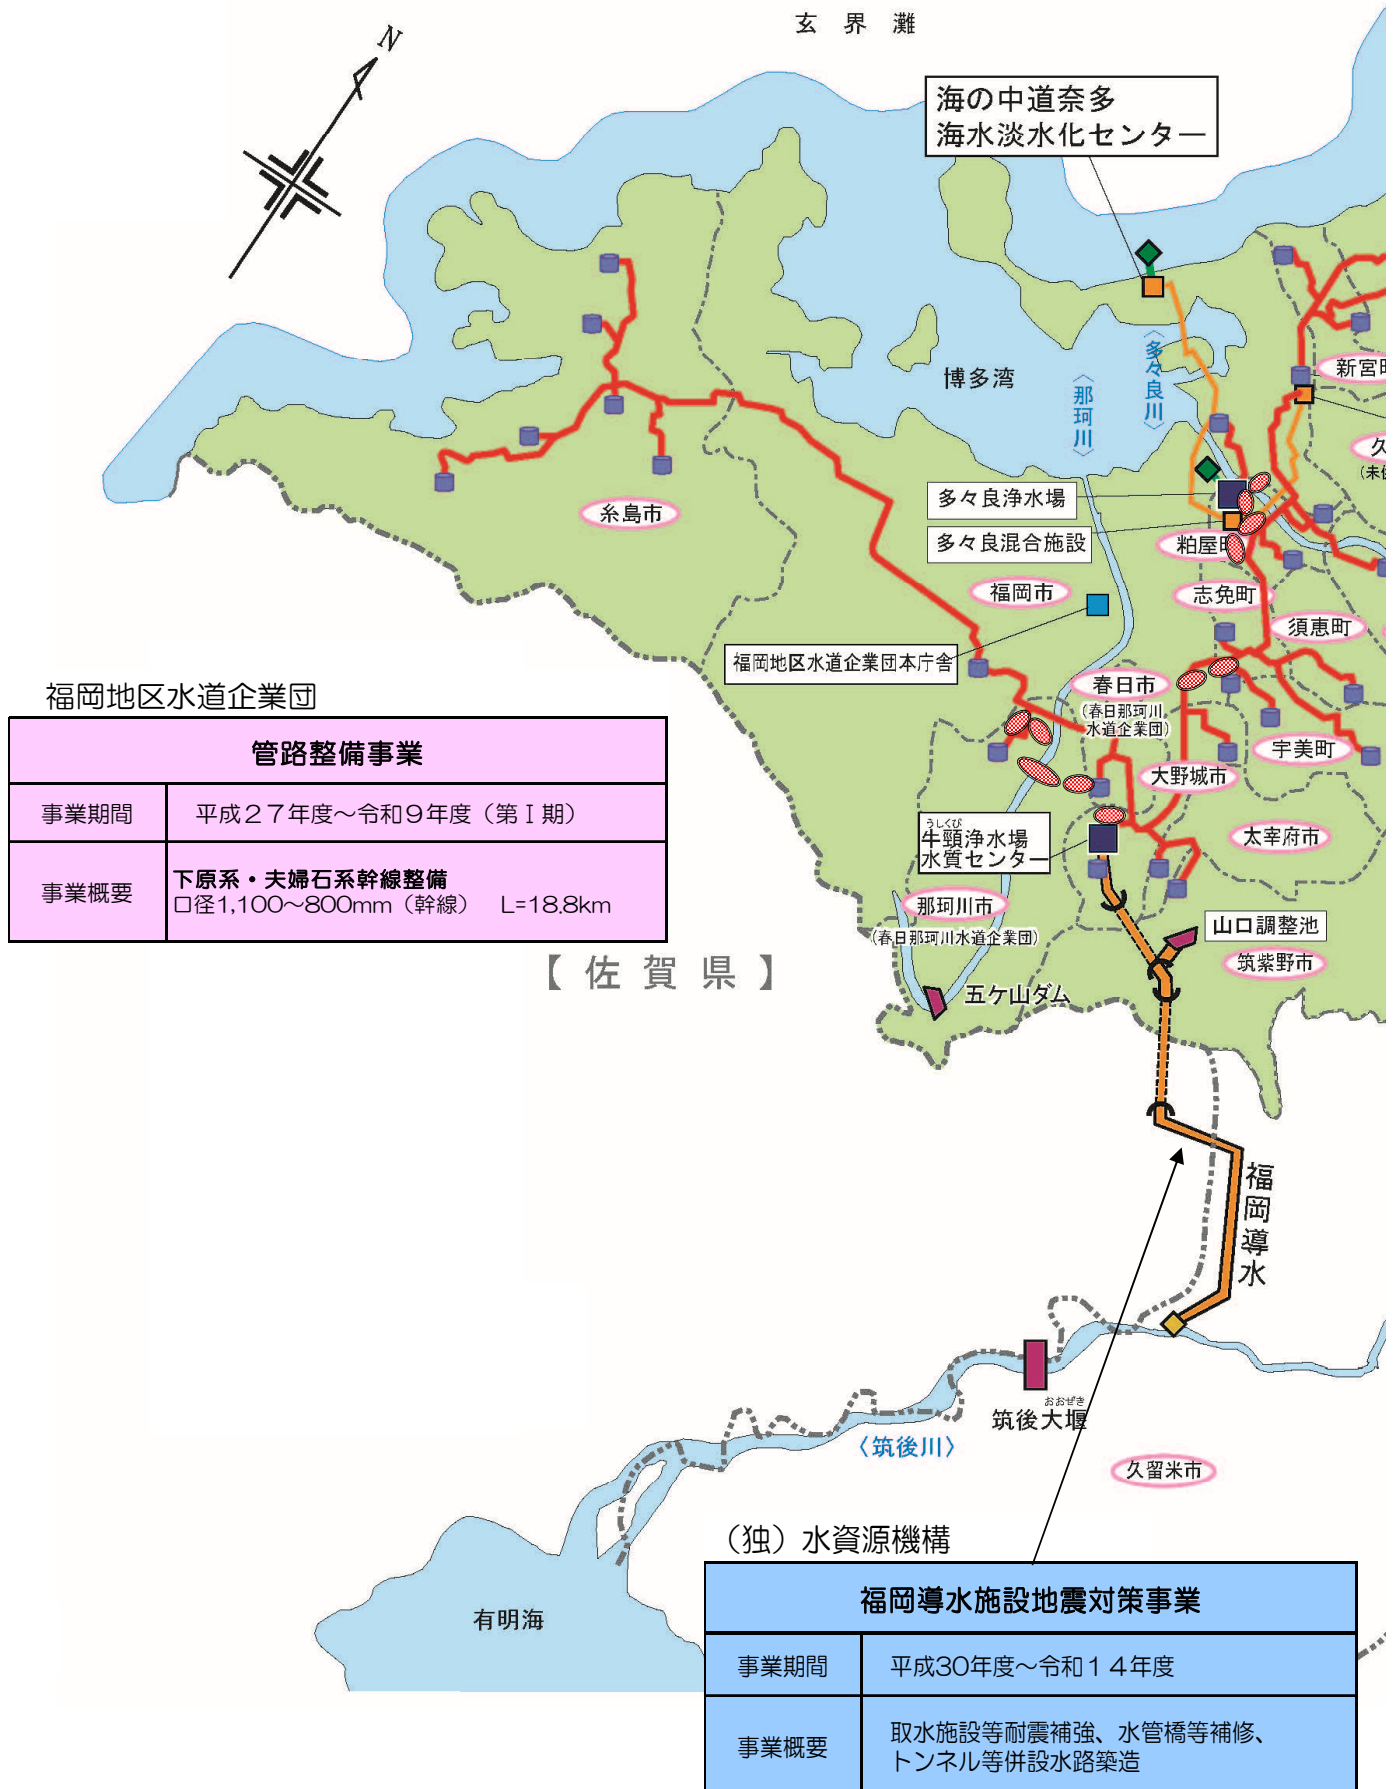 玄界灘
N
海の中道奈多
海水淡水化センター
〈多々良川〉
博多湾
〈那珂川〉
新宮町
久
(未
多々良浄水場
糸島市
多々良混合施設
粕屋町
福岡市
志免町
須恵町
福岡地区水道企業団本庁舎
春日市
(春日那珂川
水道企業団)
宇美町
大野城市
うしくび
牛頸浄水場
水質センター
太宰府市
那珂川市
(春日那珂川水道企業団)
山口調整池
筑紫野市
五ケ山ダム
福岡地区水道企業団
管路整備事業
事業期間
平成27年度~令和9年度(第Ⅰ期)
事業概要
下原系・夫婦石系幹線整備
口径1,100~800mm(幹線) L=18.8km
【佐賀県】
福岡導水
おおぜき
筑後大堰
〈筑後川〉
久留米市
有明海
(独)水資源機構
福岡導水施設地震対策事業
事業期間
平成30年度~令和14年度
事業概要
取水施設等耐震補強、水管橋等補修、
トンネル等併設水路築造